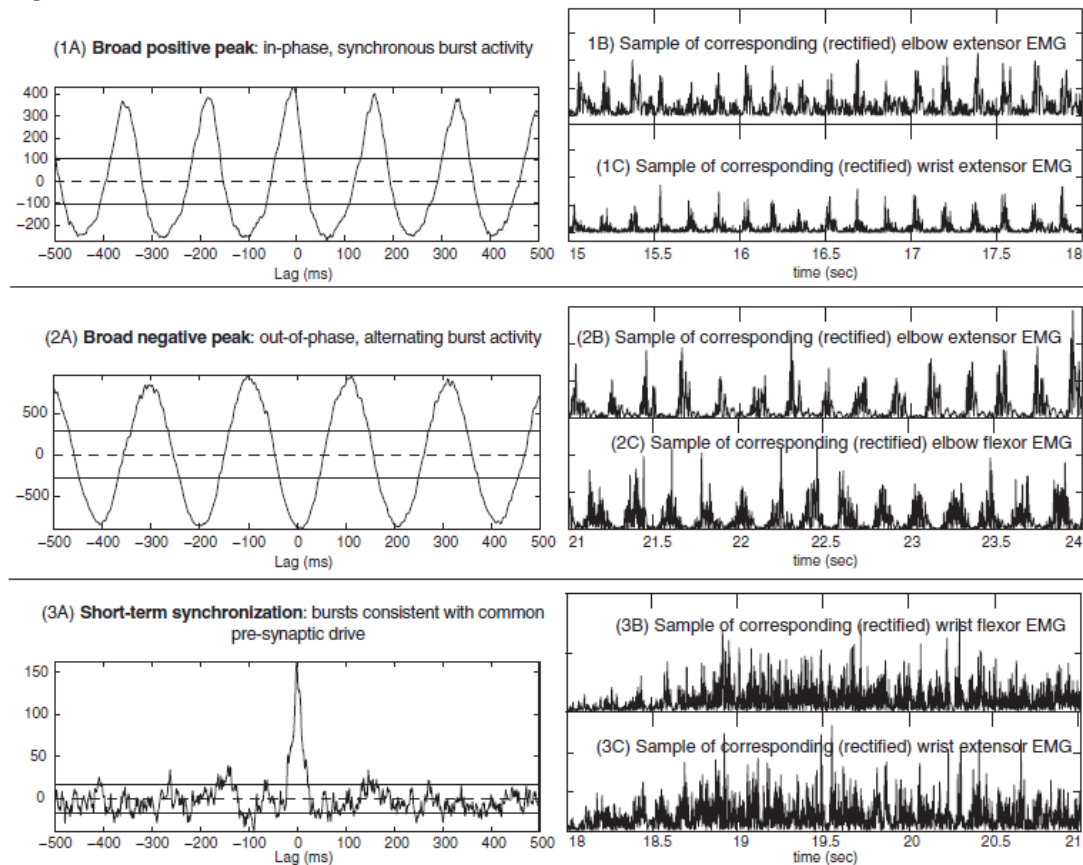 (1A) Broad positive peak: in-phase, synchronous burst activity
400
300
200
100
0
−100
−200
−500 −400 −300 −200 −100 0 100 200 300 400 500
Lag (ms)
1B) Sample of corresponding (rectified) elbow extensor EMG
(1C) Sample of corresponding (rectified) wrist extensor EMG
15 15.5 16 16.5 17 17.5 18
time (sec)
(2A) Broad negative peak: out-of-phase, alternating burst activity
500
0
−500
−500 −400 −300 −200 −100 0 100 200 300 400 500
Lag (ms)
(2B) Sample of corresponding (rectified) elbow extensor EMG
(2C) Sample of corresponding (rectified) elbow flexor EMG
21 21.5 22 22.5 23 23.5 24
time (sec)
(3A) Short-term synchronization: bursts consistent with common
pre-synaptic drive
150
100
50
0
−500 −400 −300 −200 −100 0 100 200 300 400 500
Lag (ms)
(3B) Sample of corresponding (rectified) wrist flexor EMG
(3C) Sample of corresponding (rectified) wrist extensor EMG
18 18.5 19 19.5 20 20.5 21
time (sec)